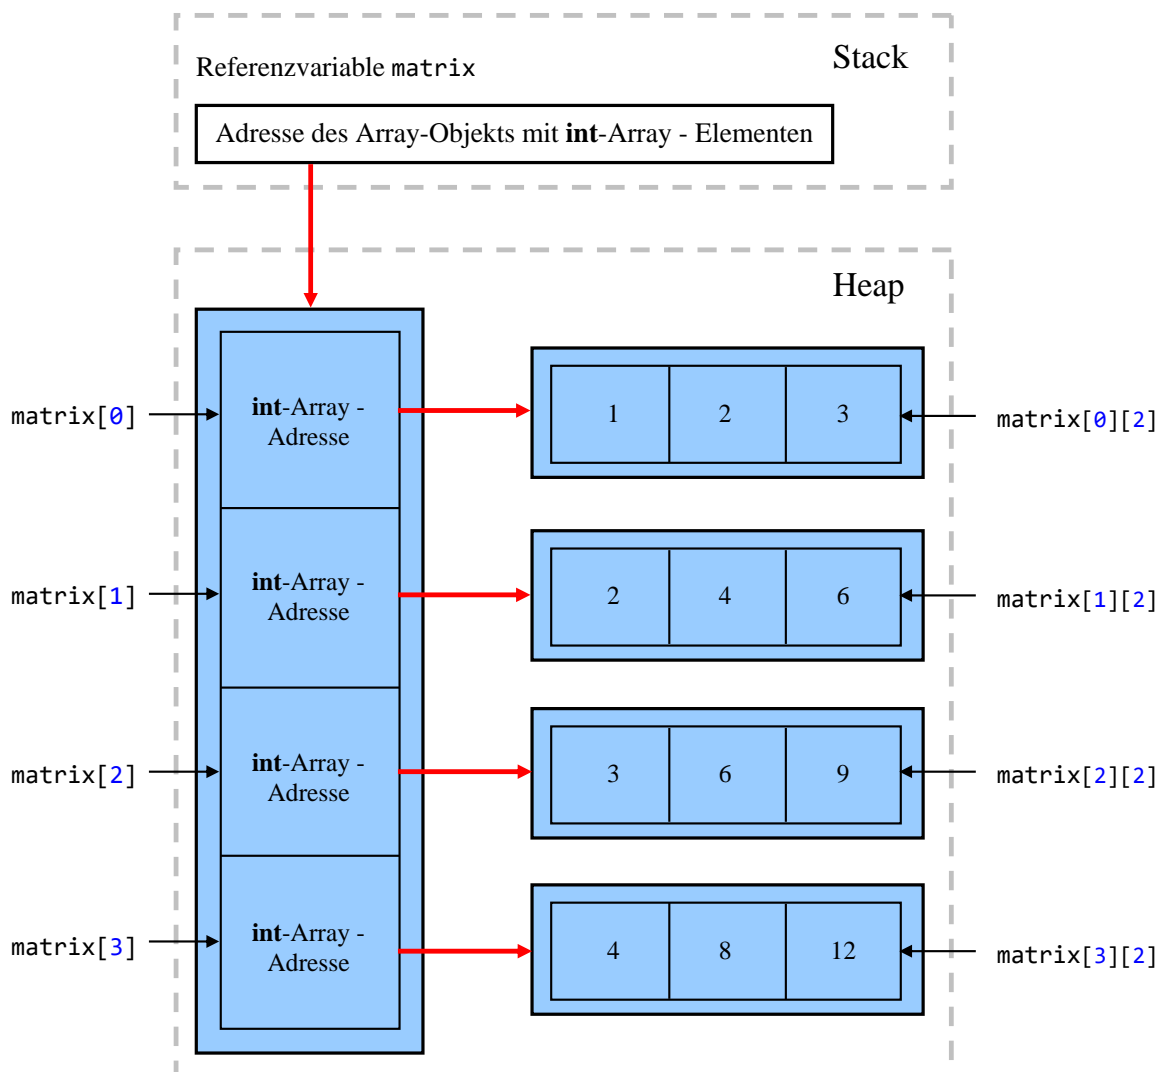 Stack
Referenzvariable matrix
Adresse des Array-Objekts mit int-Array - Elementen
Heap
matrix[0]
int-Array -
Adresse
1 2 3
matrix[0][2]
matrix[1]
int-Array -
Adresse
2 4 6
matrix[1][2]
matrix[2]
int-Array -
Adresse
3 6 9
matrix[2][2]
matrix[3]
int-Array -
Adresse
4 8 12
matrix[3][2]